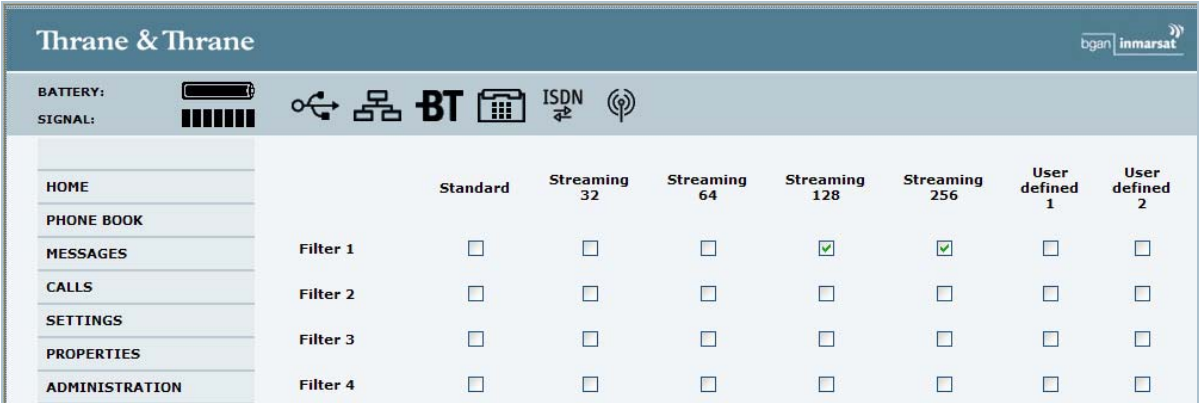 Thrane & Thrane
bgan inmarsat
BATTERY:
SIGNAL:
BT
ISDN
HOME
PHONE BOOK
MESSAGES
CALLS
SETTINGS
PROPERTIES
ADMINISTRATION
Standard
Streaming
32
Streaming
64
Streaming
128
Streaming
256
User
defined
1
User
defined
2
Filter 1
Filter 2
Filter 3
Filter 4